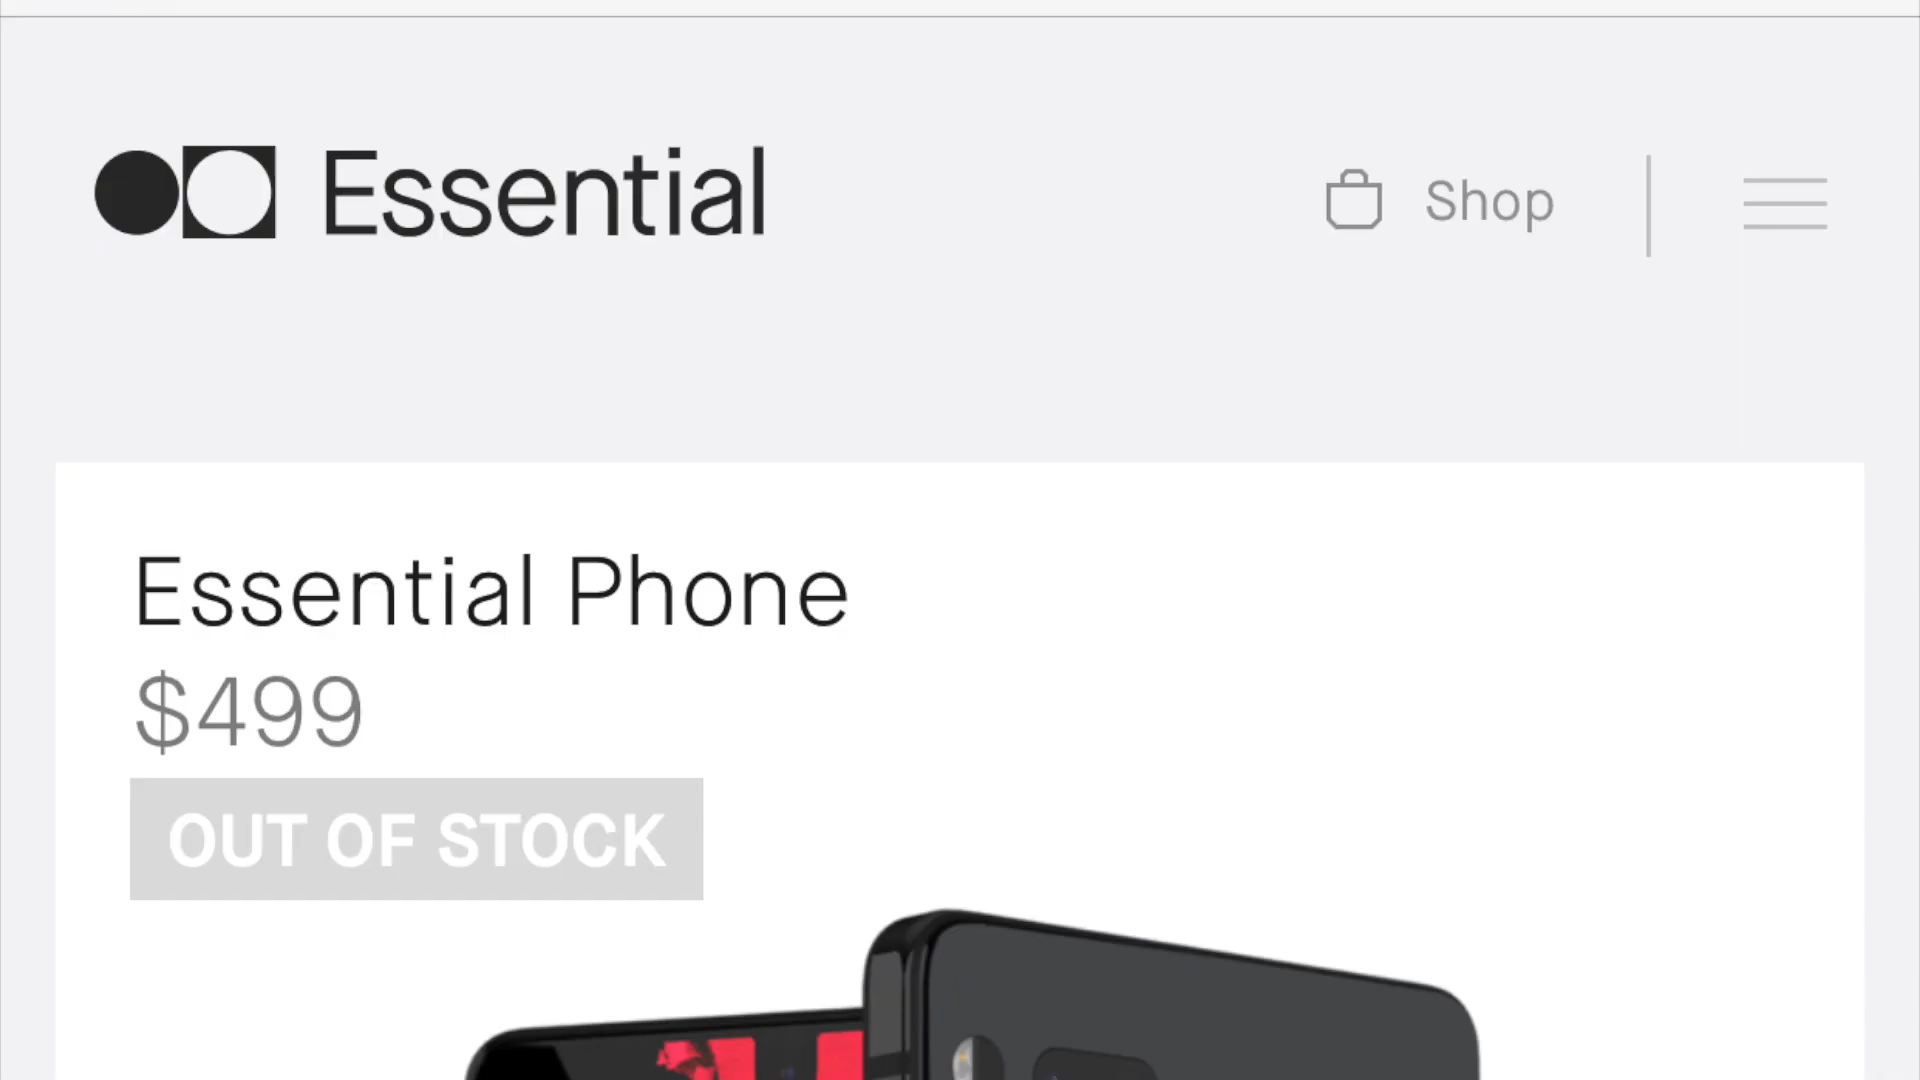 Essential
Shop
Essential Phone
$499
OUT OF STOCK